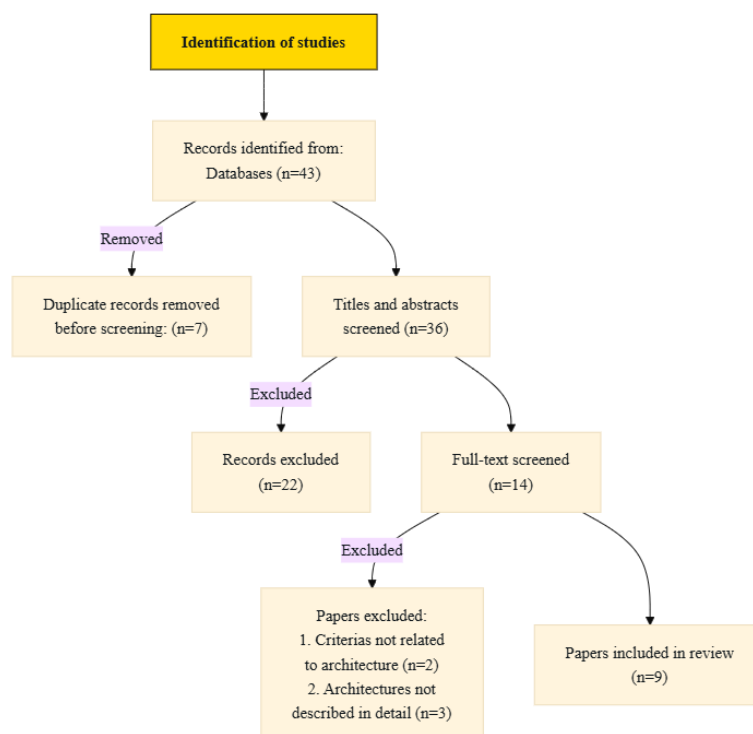 Identification of studies
Records identified from:
Databases (n=43)
Removed
Duplicate records removed
before screening: (n=7)
Titles and abstracts
screened (n=36)
Excluded
Records excluded
(n=22)
Full-text screened
(n=14)
Excluded
Papers excluded:
1. Criterias not related
to architecture (n=2)
2. Architectures not
described in detail (n=3)
Papers included in review
(n=9)